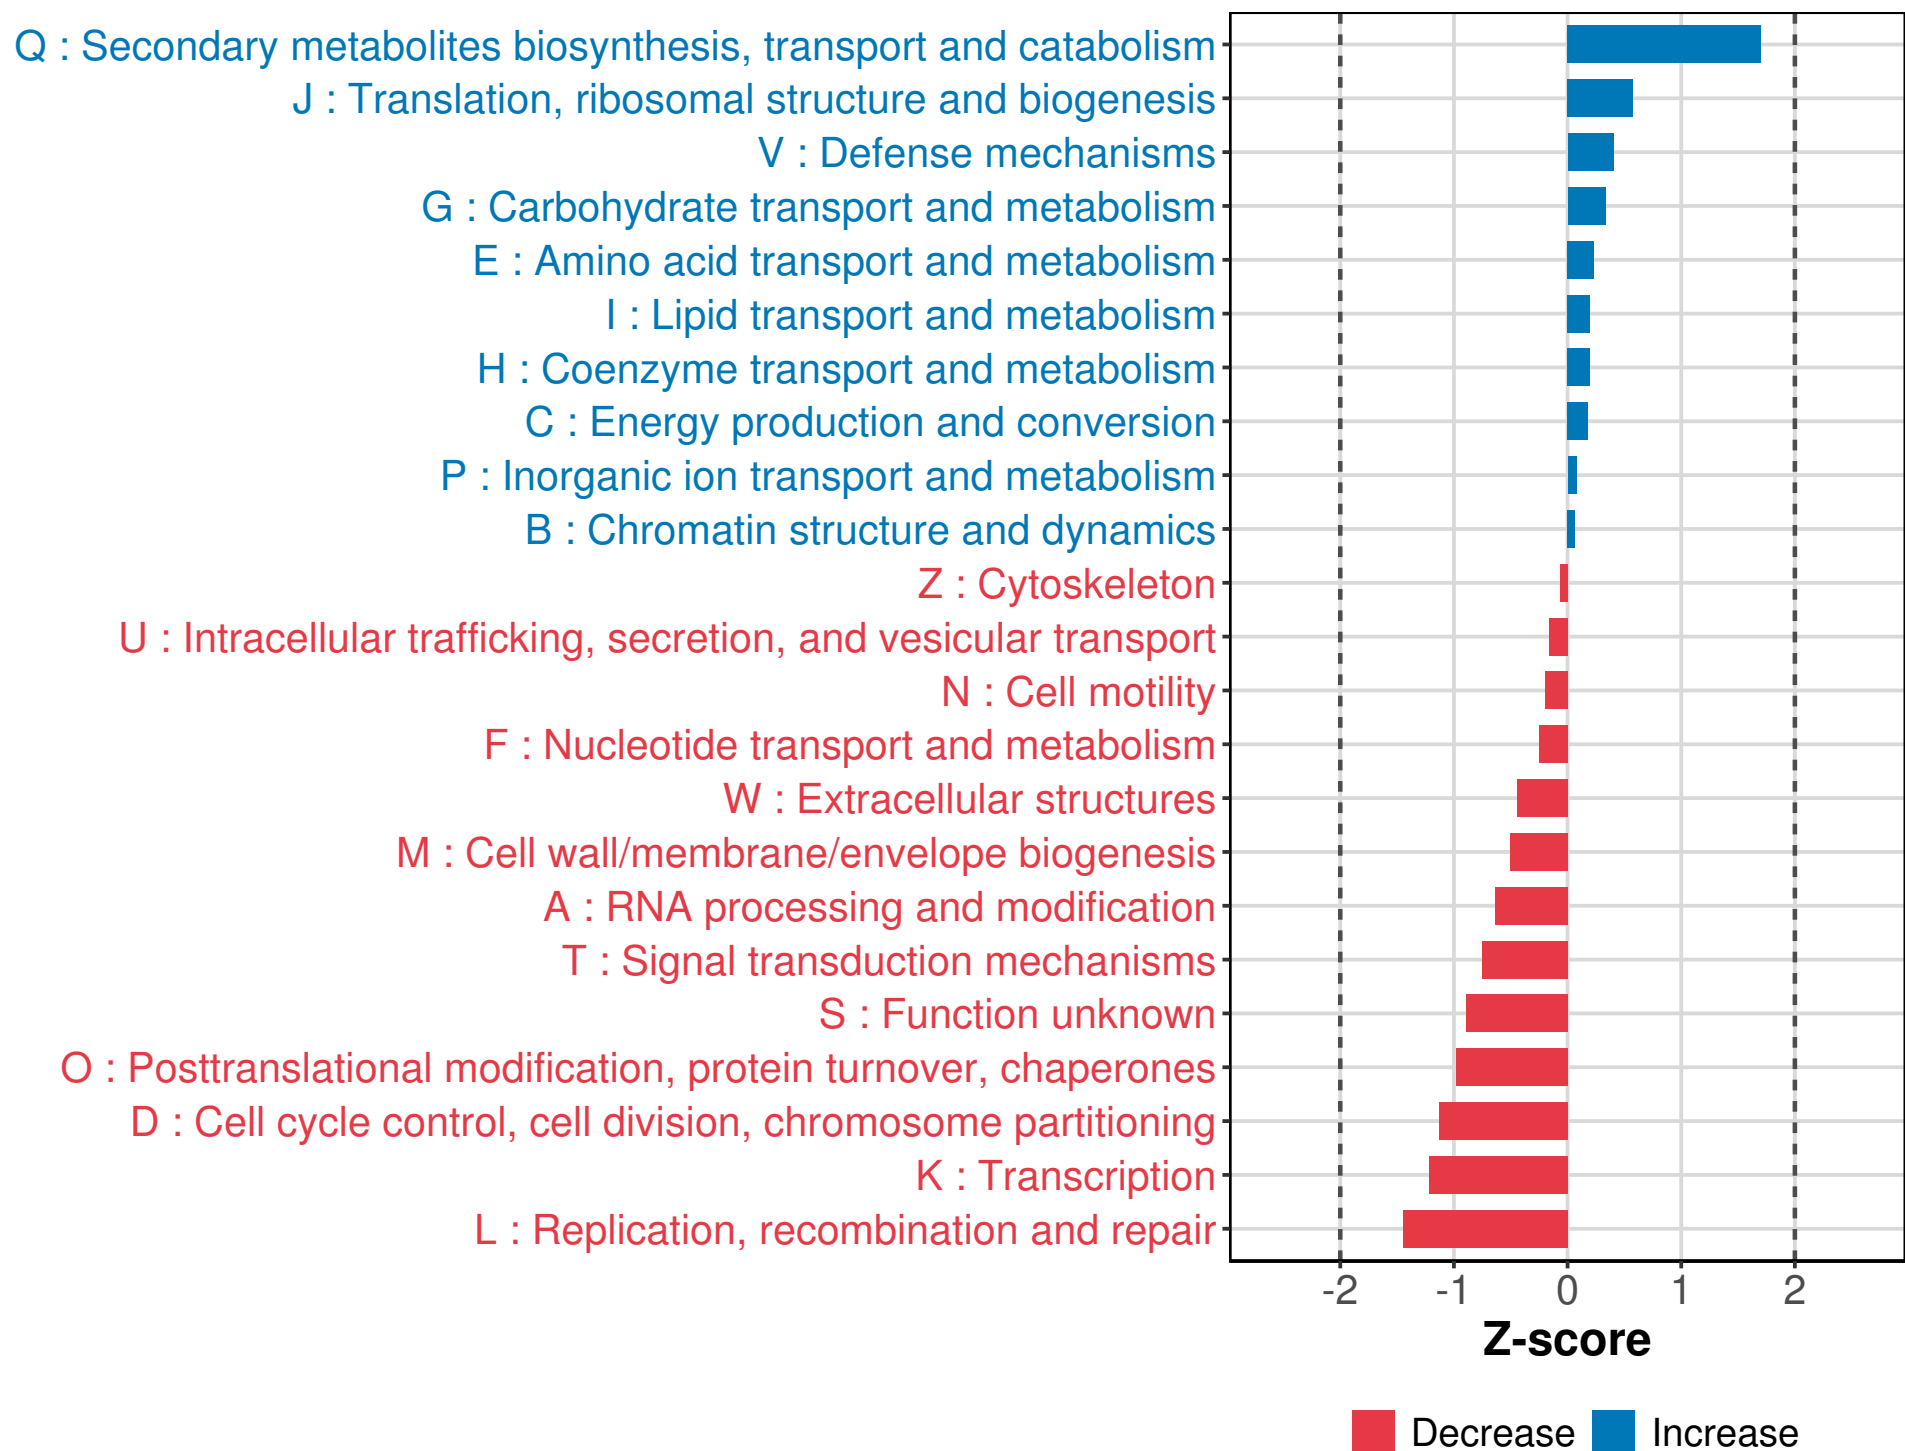 Q : Secondary metabolites biosynthesis, transport and catabolism
J : Translation, ribosomal structure and biogenesis
V : Defense mechanisms
G : Carbohydrate transport and metabolism
E : Amino acid transport and metabolism
I : Lipid transport and metabolism
H : Coenzyme transport and metabolism
C : Energy production and conversion
P : Inorganic ion transport and metabolism
B : Chromatin structure and dynamics
Z : Cytoskeleton
U : Intracellular trafficking, secretion, and vesicular transport
N : Cell motility
F : Nucleotide transport and metabolism
W : Extracellular structures
M : Cell wall/membrane/envelope biogenesis
A : RNA processing and modification
T : Signal transduction mechanisms
S : Function unknown
O : Posttranslational modification, protein turnover, chaperones
D : Cell cycle control, cell division, chromosome partitioning
K : Transcription
L : Replication, recombination and repair
-2 -1 0 1 2
Z-score
Decrease Increase